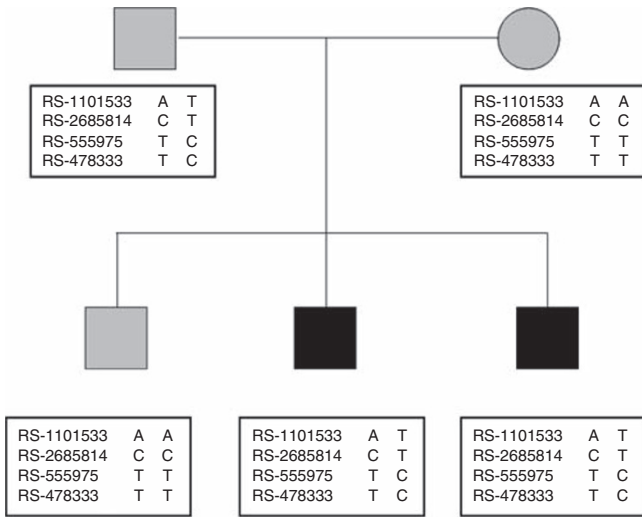 RS-1101533 A T
RS-2685814 C T
RS-555975 T C
RS-478333 T C
RS-1101533 A A
RS-2685814 C C
RS-555975 T T
RS-478333 T T
RS-1101533 A A
RS-2685814 C C
RS-555975 T T
RS-478333 T T
RS-1101533 A T
RS-2685814 C T
RS-555975 T C
RS-478333 T C
RS-1101533 A T
RS-2685814 C T
RS-555975 T C
RS-478333 T C